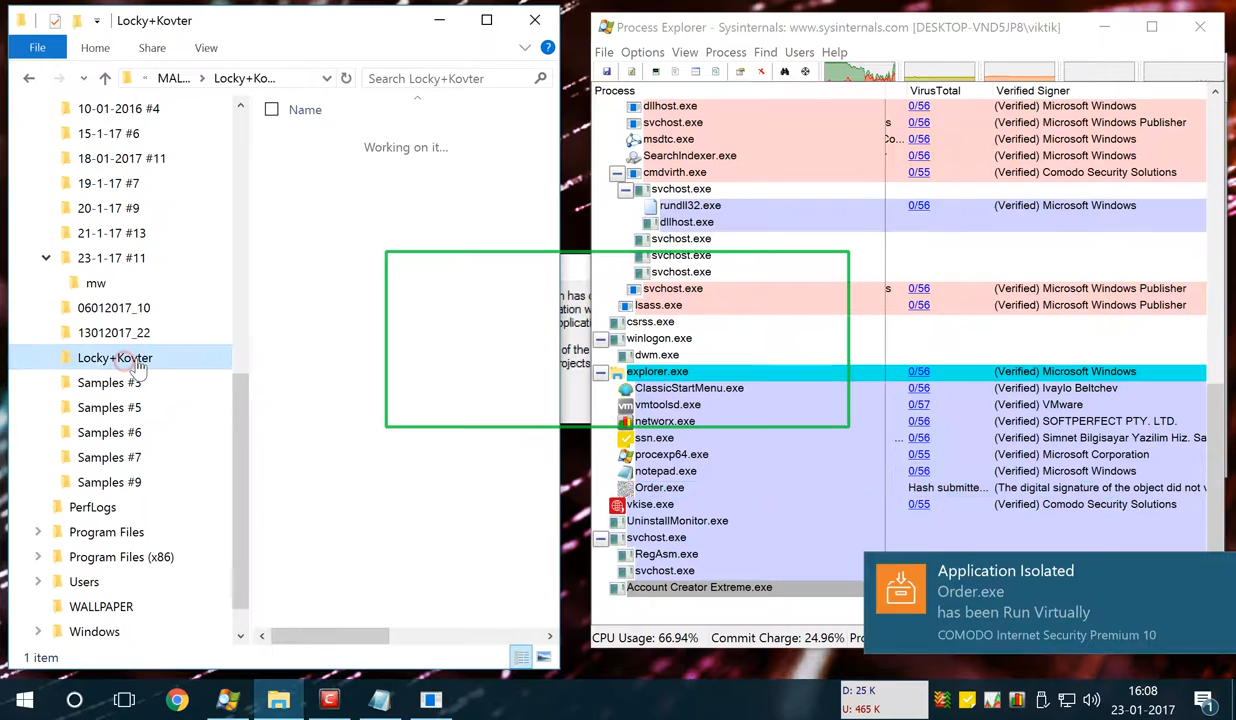 Locky+Kovter
File Home Share View
MAL... Locky+Ko... Search Locky+Kovter
Name
Working on it...
10-01-2016 #4
15-1-17 #6
18-01-2017 #11
19-1-17 #7
20-1-17 #9
21-1-17 #13
23-1-17 #11
mw
06012017_10
13012017_22
Locky+Kovter
Samples #3
Samples #5
Samples #6
Samples #7
Samples #9
PerfLogs
Program Files
Program Files (x86)
Users
WALLPAPER
Windows
1 item
Process Explorer - Sysinternals: www.sysinternals.com [DESKTOP-VND5JP8\viktik]
File Options View Process Find Users Help
Process VirusTotal Verified Signer
dllhost.exe 0/56 (Verified) Microsoft Windows
svchost.exe s 0/56 (Verified) Microsoft Windows Publisher
msdtc.exe Co... 0/56 (Verified) Microsoft Windows
SearchIndexer.exe 0/56 (Verified) Microsoft Windows
cmdvirth.exe 0/55 (Verified) Comodo Security Solutions
svchost.exe
rundll32.exe 0/56 (Verified) Microsoft Windows
dllhost.exe
svchost.exe
svchost.exe
svchost.exe
svchost.exe s 0/56 (Verified) Microsoft Windows Publisher
lsass.exe 0/56 (Verified) Microsoft Windows Publisher
csrss.exe
winlogon.exe
dwm.exe
explorer.exe 0/56 (Verified) Microsoft Windows
ClassicStartMenu.exe 0/56 (Verified) Ivaylo Beltchev
vmtoolsd.exe 0/57 (Verified) VMware
networx.exe 0/56 (Verified) SOFTPERFECT PTY. LTD.
ssn.exe ... 0/56 (Verified) Simnet Bilgisayar Yazilim Hiz. Sa
procexp64.exe 0/55 (Verified) Microsoft Corporation
notepad.exe 0/56 (Verified) Microsoft Windows
Order.exe Hash submitte... (The digital signature of the object did not v
vkise.exe 0/55 (Verified) Comodo Security Solutions
UninstallMonitor.exe
svchost.exe
RegAsm.exe
svchost.exe
Account Creator Extreme.exe
CPU Usage: 66.94% Commit Charge: 24.96% Pro
Application Isolated
Order.exe
has been Run Virtually
COMODO Internet Security Premium 10
D: 25 K
U: 465 K
16:08
23-01-2017
1